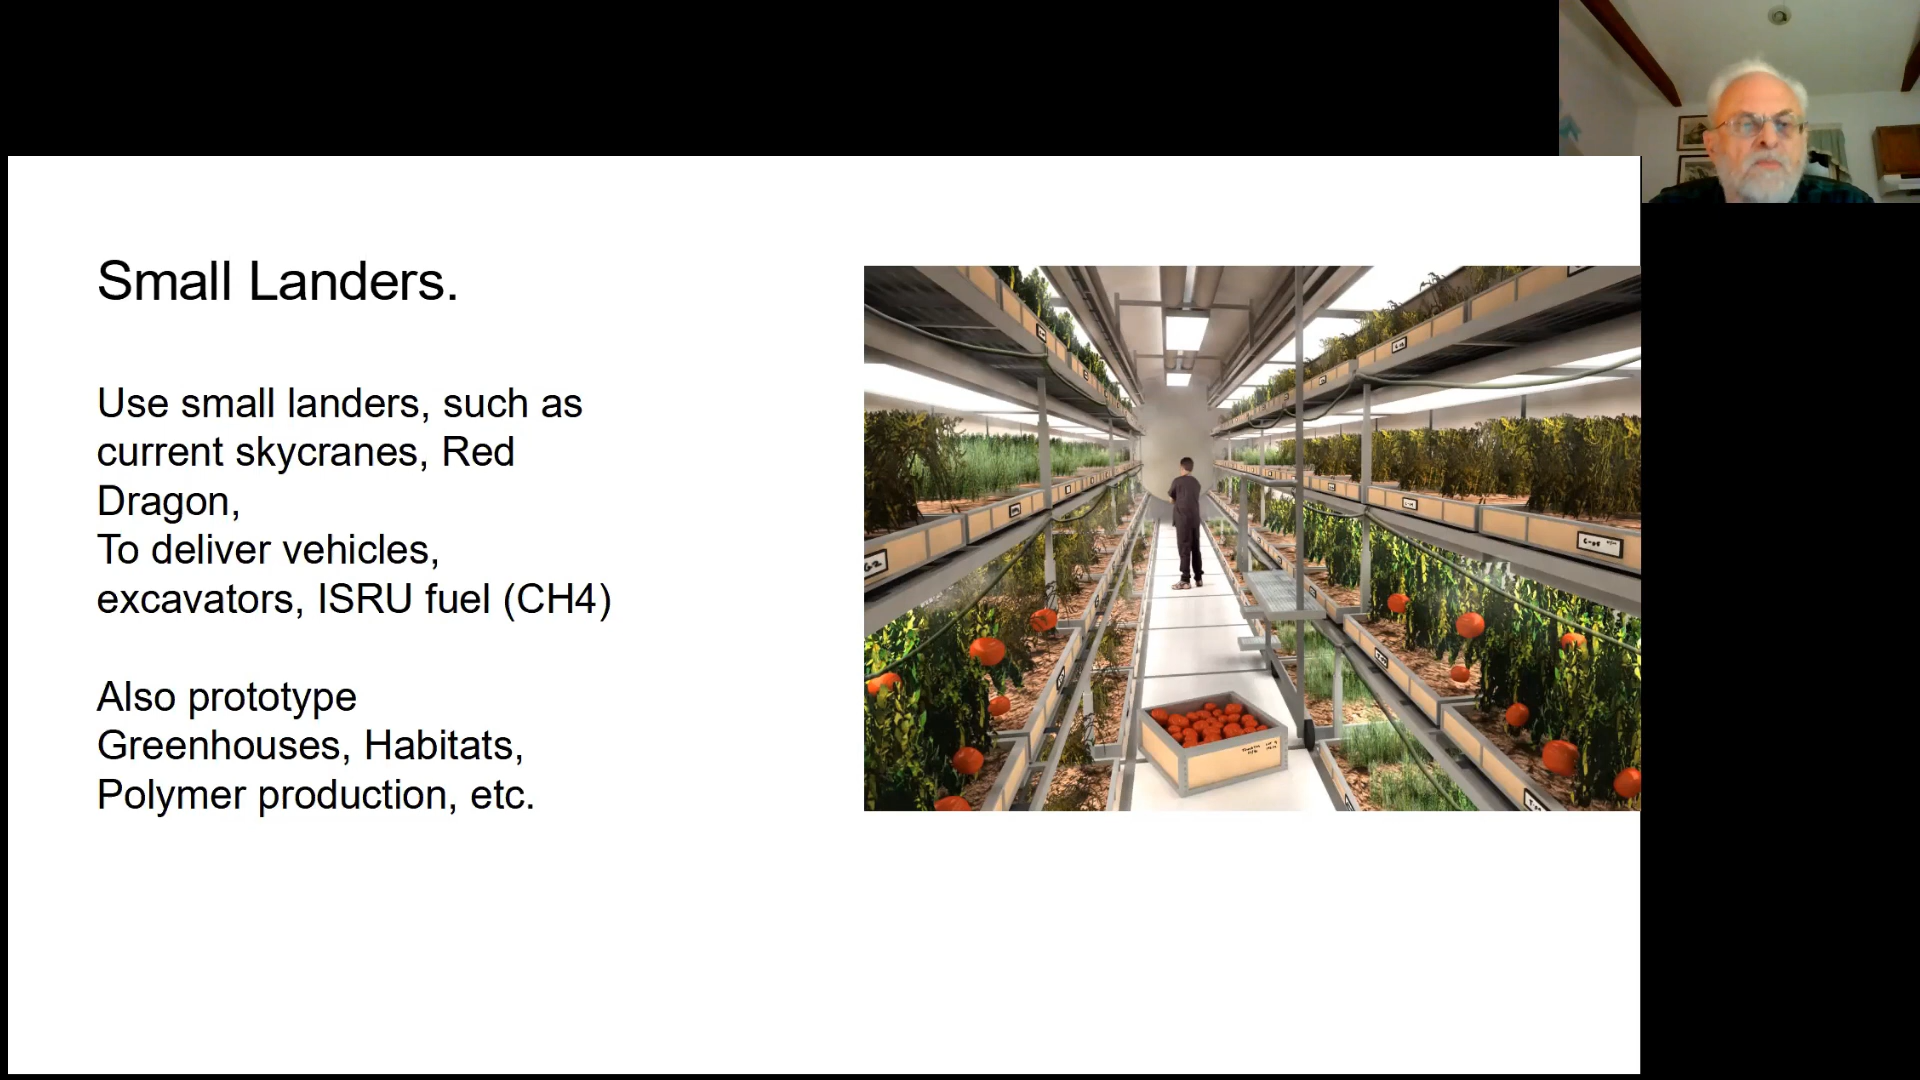 Small Landers.
Use small landers, such as
current skycranes, Red
Dragon,
To deliver vehicles,
excavators, ISRU fuel (CH4)
Also prototype
Greenhouses, Habitats,
Polymer production, etc.